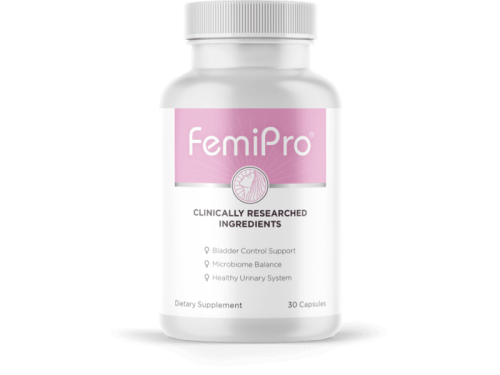 FemiPro®
CLINICALLY RESEARCHED
INGREDIENTS
Bladder Control Support
Microbiome Balance
Healthy Urinary System
Dietary Supplement 30 Capsules